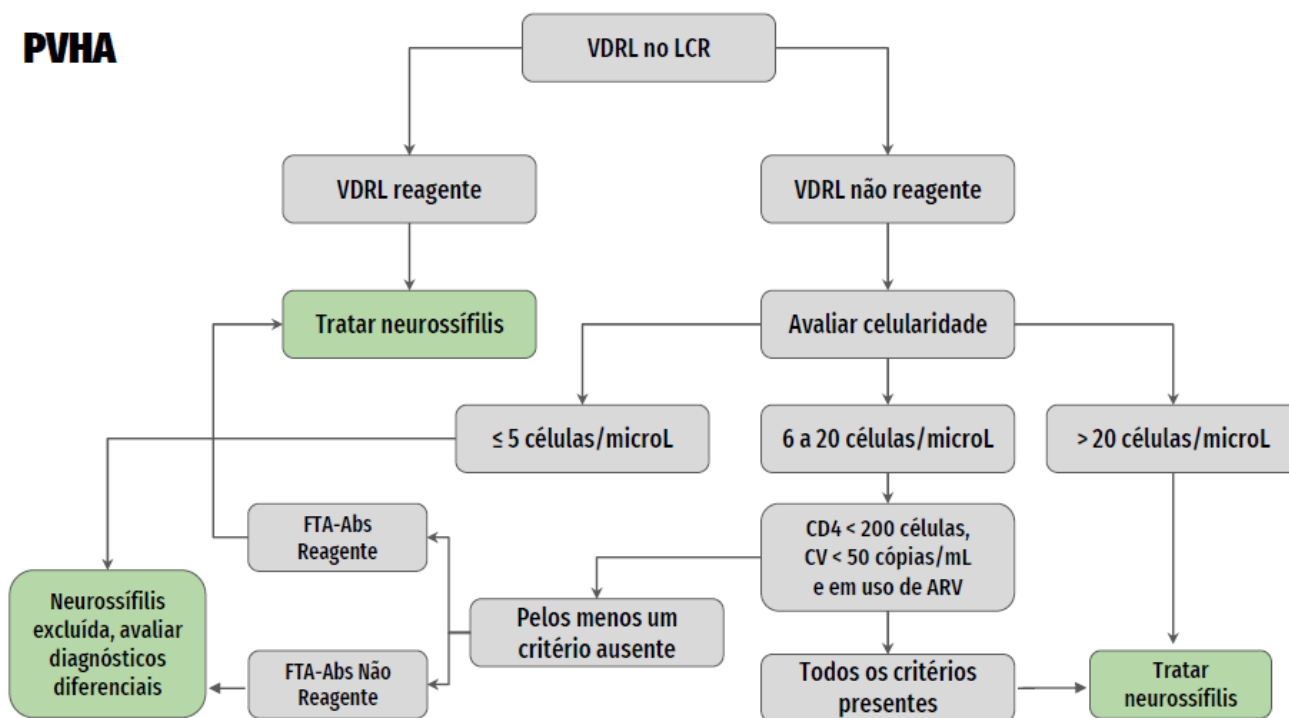 PVHA
VDRL no LCR
VDRL reagente
VDRL não reagente
Tratar neurossífilis
Avaliar celularidade
≤ 5 células/microL
6 a 20 células/microL
> 20 células/microL
FTA-Abs
Reagente
CD4 < 200 células,
CV < 50 cópias/mL
e em uso de ARV
Neurossífilis
excluída, avaliar
diagnósticos
diferenciais
Pelos menos um
critério ausente
FTA-Abs Não
Reagente
Todos os critérios
presentes
Tratar
neurossífilis